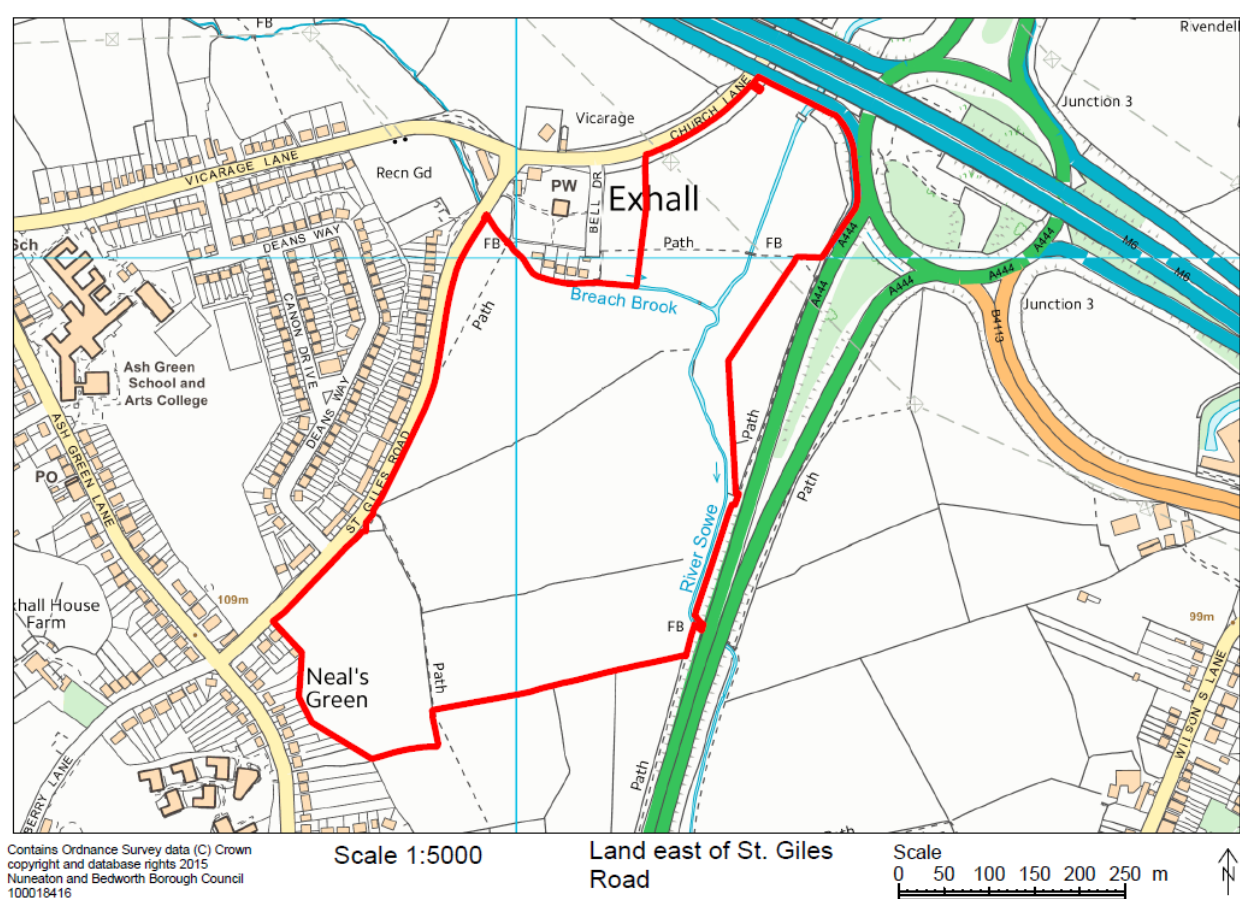 FB
Rivendell
Junction 3
Vicarage
CHURCH LANE
VICARAGE LANE
Recn Gd
PW
BELL DR
Exhall
Sch
DEANS WAY
FB
Path
FB
A444
A444
M6
M6
A444
A444
A444
Path
Breach Brook
Junction 3
B4113
CANON DRIVE
Ash Green
School and
Arts College
DEANS WAY
ASH GREEN LANE
ST GILES ROAD
PO
Path
Path
River Sowe
109m
xhall House
Farm
FB
99m
Neal's
Green
Path
WILSON'S LANE
BERRY LANE
Path
Path
Contains Ordnance Survey data (C) Crown
copyright and database rights 2015
Nuneaton and Bedworth Borough Council
100018416
Scale 1:5000
Land east of St. Giles
Road
Scale
0 50 100 150 200 250 m
N